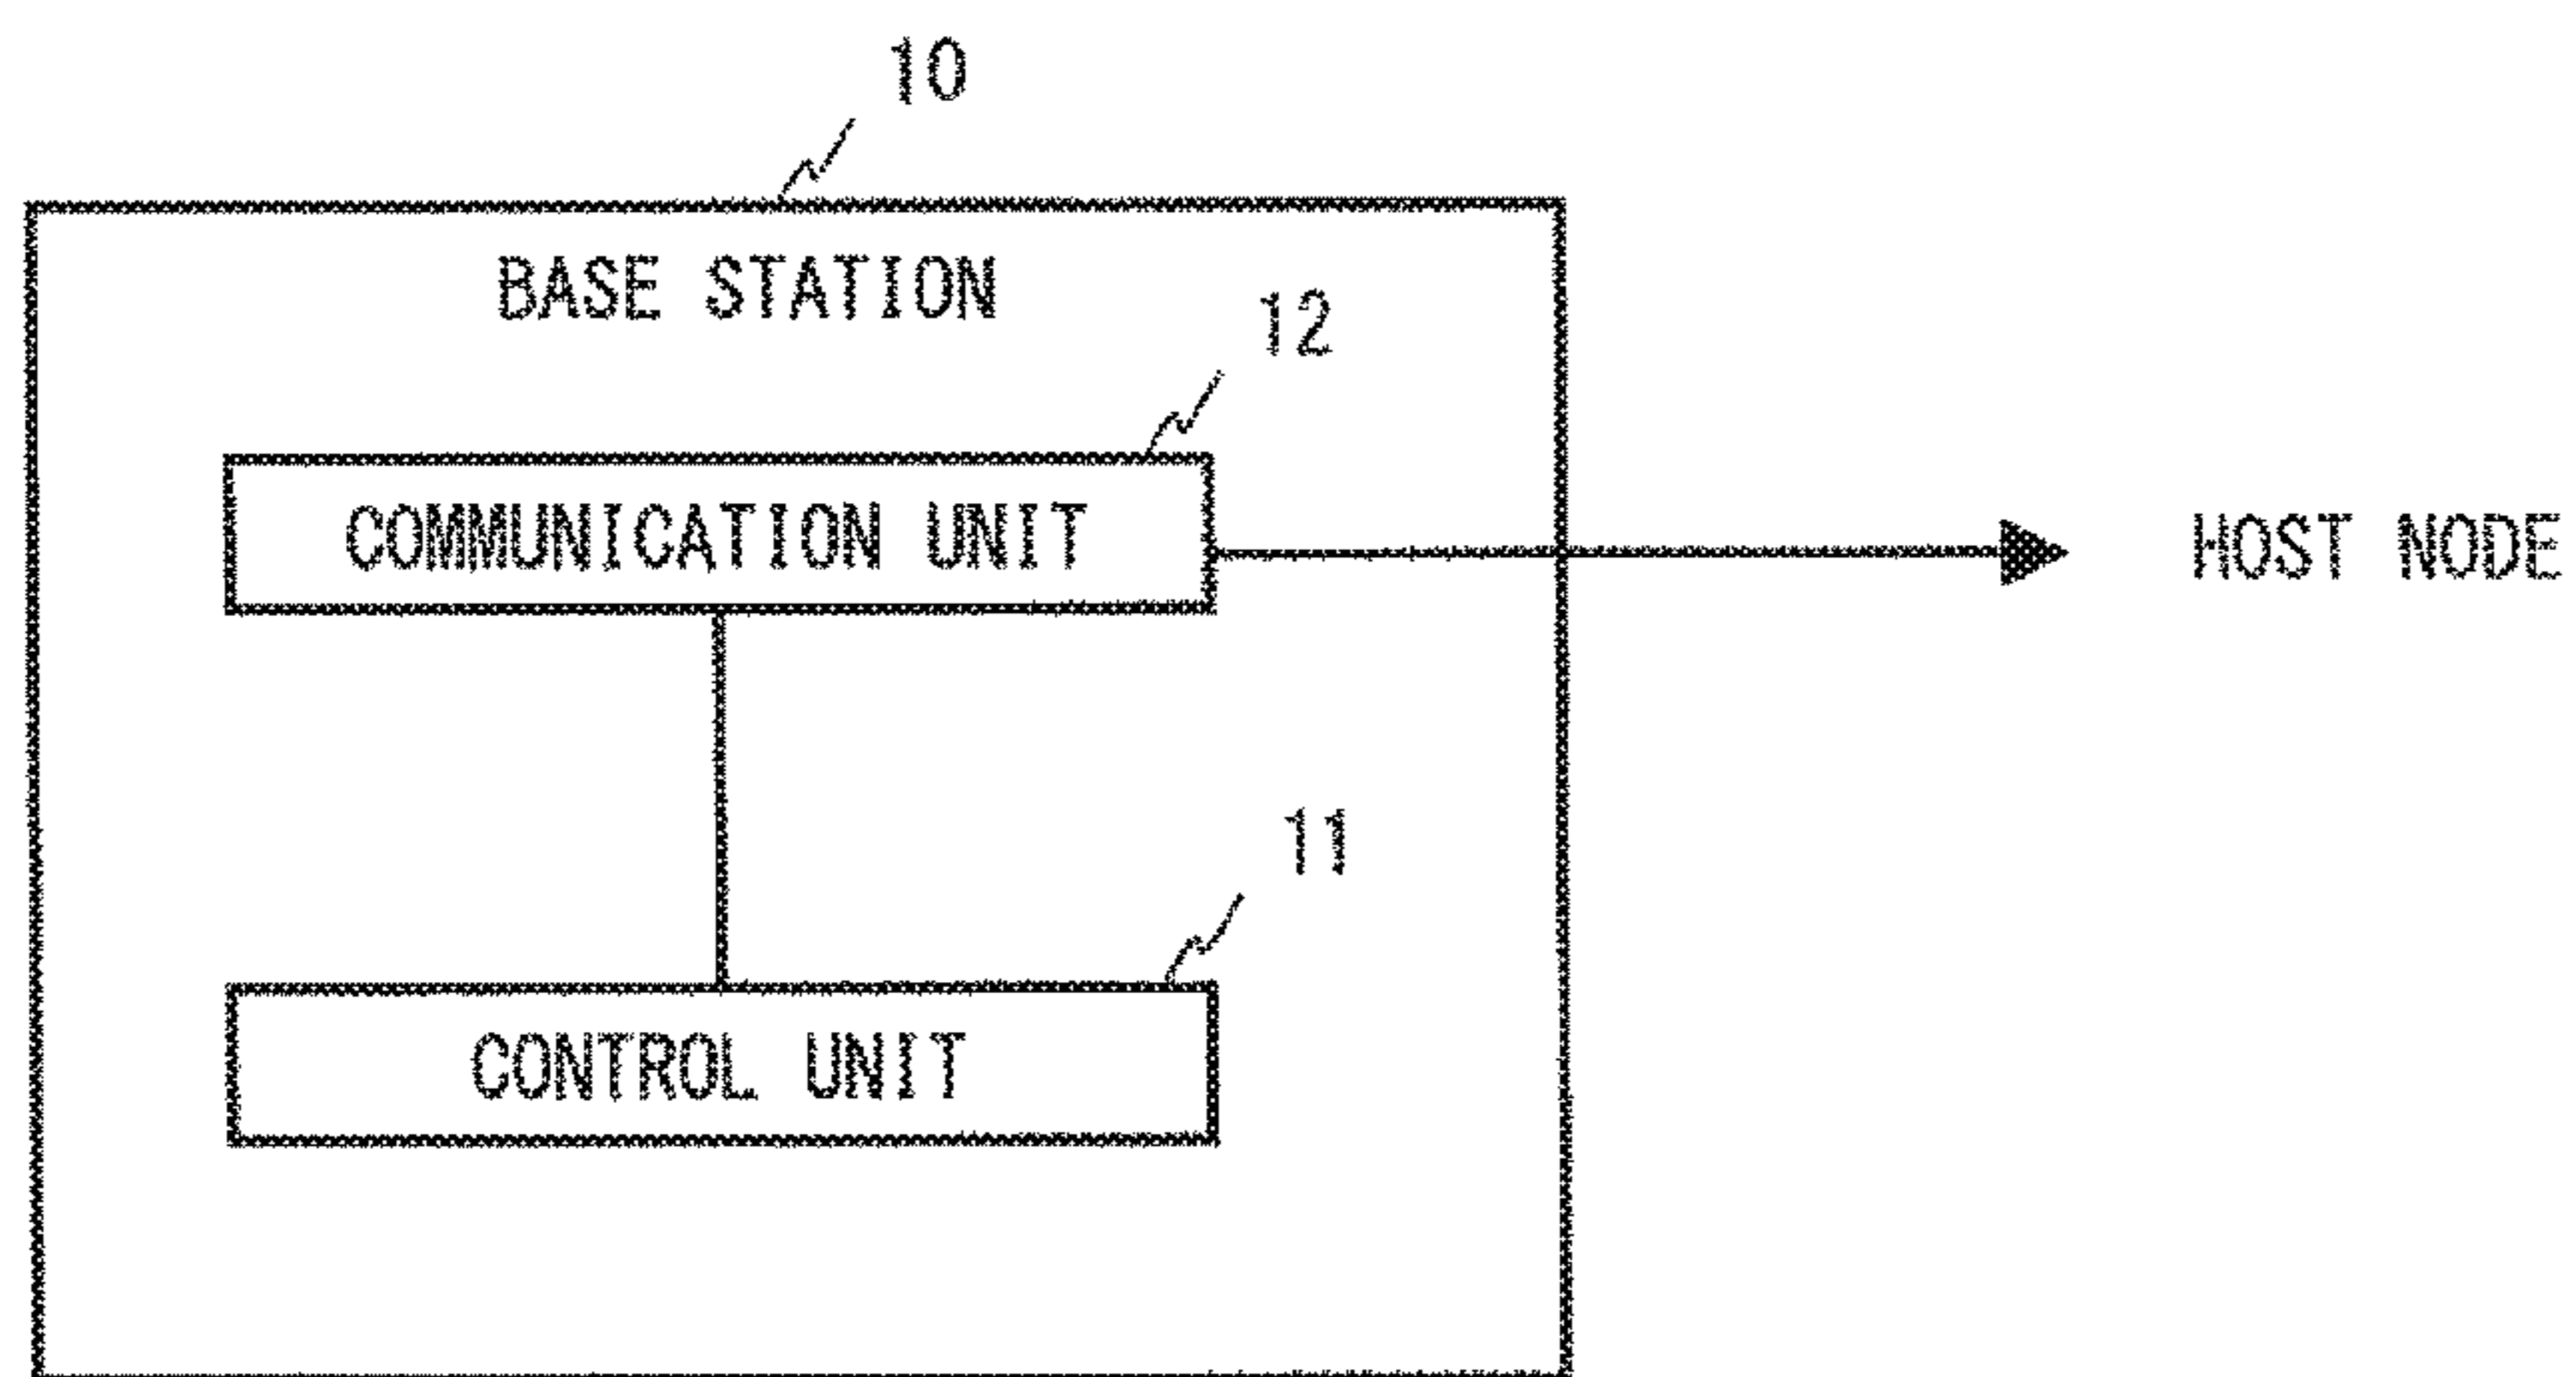 10
BASE STATION
12
COMMUNICATION UNIT
HOST NODE
11
CONTROL UNIT